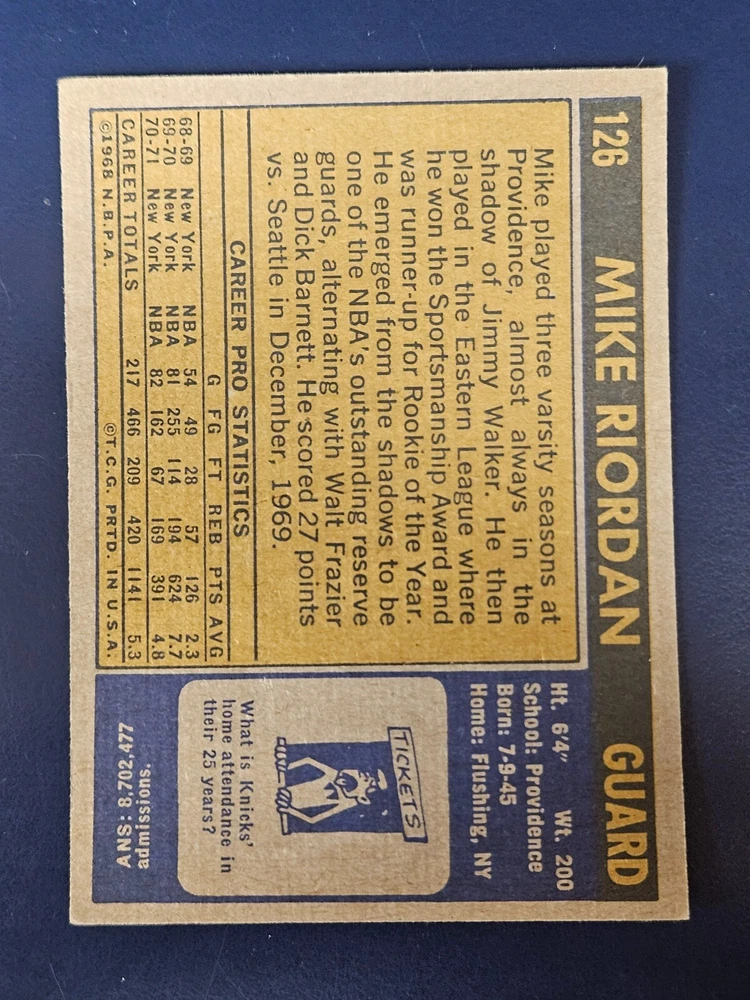 126 MIKE RIORDAN GUARD
Mike played three varsity seasons at
Providence, almost always in the
shadow of Jimmy Walker. He then
played in the Eastern League where
he won the Sportsmanship Award and
was runner-up for Rookie of the Year.
He emerged from the shadows to be
one of the NBA's outstanding reserve
guards, alternating with Walt Frazier
and Dick Barnett. He scored 27 points
vs. Seattle in December, 1969.
CAREER PRO STATISTICS
G FG FT REB PTS AVG
68-69 New York NBA 54 49 28 57 126 2.3
69-70 New York NBA 81 255 114 194 624 7.7
70-71 New York NBA 82 162 67 169 391 4.8
CAREER TOTALS 217 466 209 420 1141 5.3
©1968 N.B.P.A. ©T.C.G. PRTD. IN U.S.A.
Ht. 6'4" Wt. 200
School: Providence
Born: 7-9-45
Home: Flushing, NY
TICKETS
What is Knicks'
home attendance in
their 25 years?
ANS: 8,702,477
admissions.